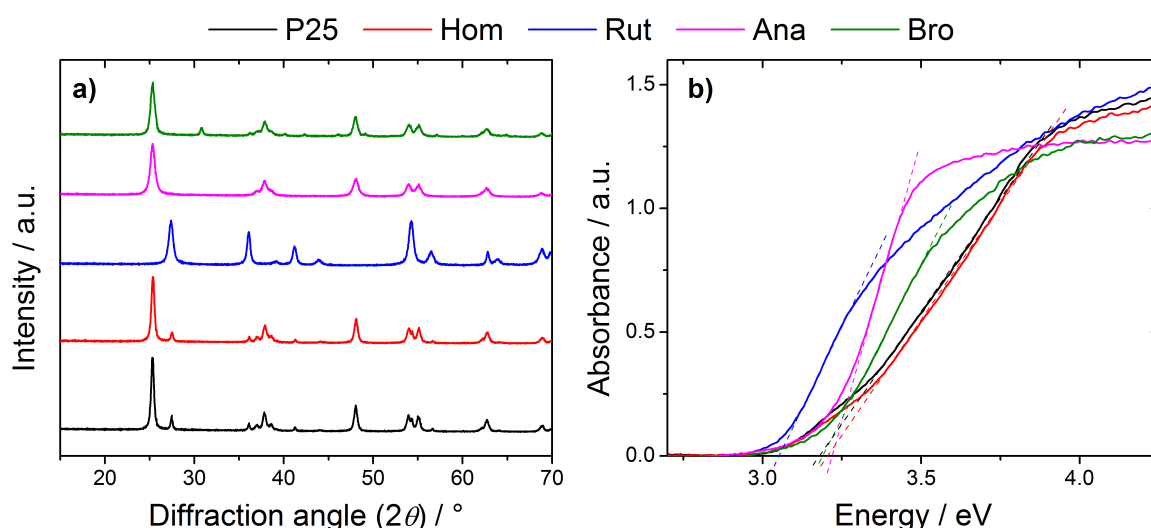 P25 Hom Rut Ana Bro
a)
Intensity / a.u.
20 30 40 50 60 70
Diffraction angle (2θ) / °
b)
Absorbance / a.u.
1.5
1.0
0.5
0.0
3.0 3.5 4.0
Energy / eV